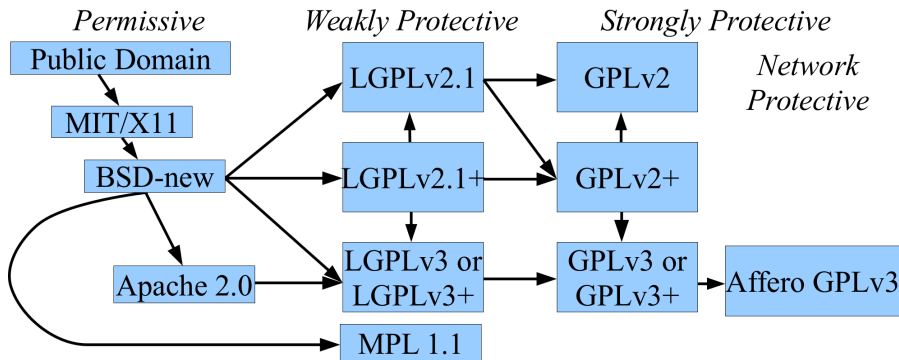 Permissive
Weakly Protective
Strongly Protective
Network
Protective
Public Domain
MIT/X11
BSD-new
Apache 2.0
LGPLv2.1
LGPLv2.1+
LGPLv3 or
LGPLv3+
MPL 1.1
GPLv2
GPLv2+
GPLv3 or
GPLv3+
Affero GPLv3